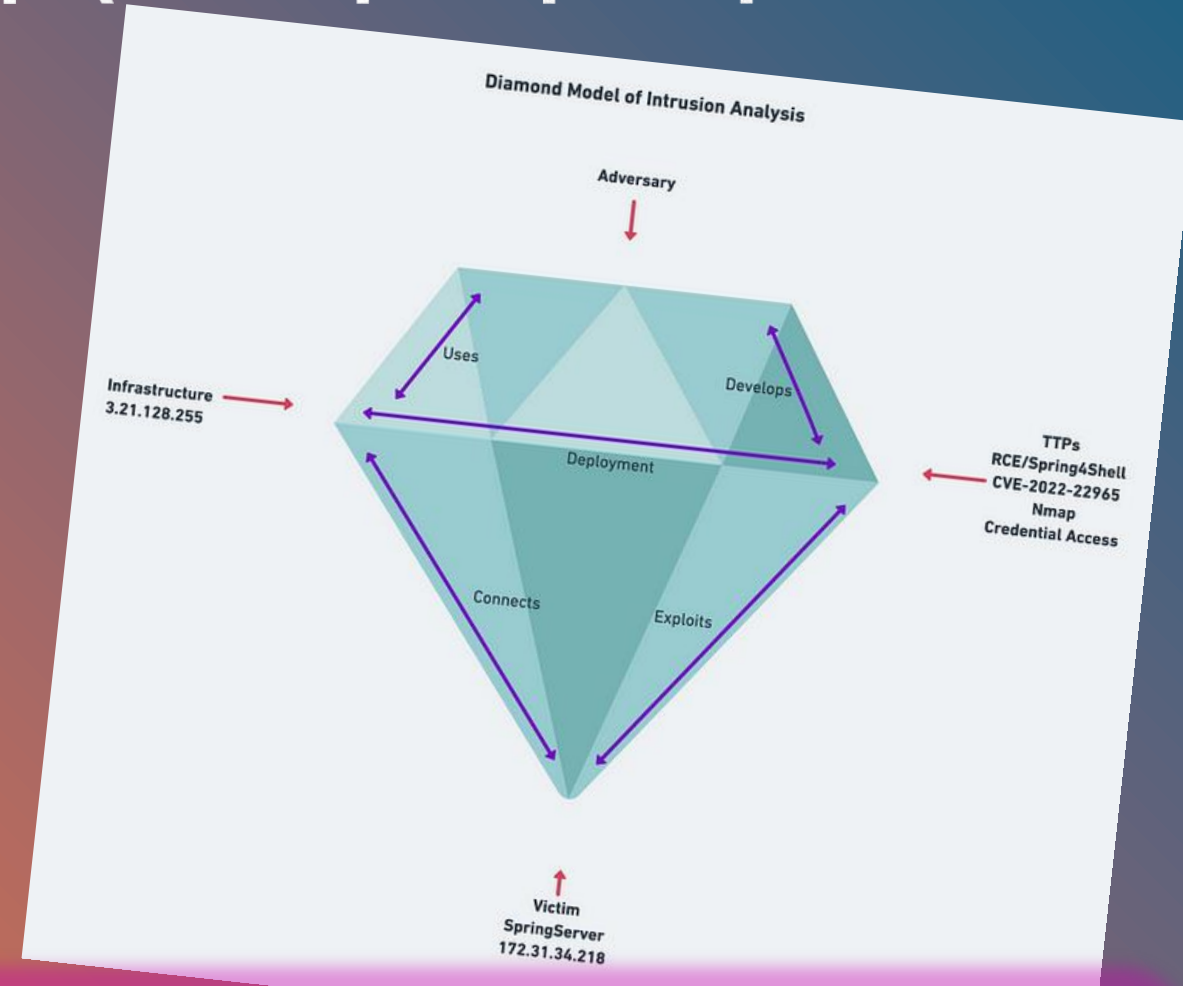 Diamond Model of Intrusion Analysis
Adversary
Uses
Develops
Infrastructure
3.21.128.255
Deployment
TTPs
RCE/Spring4Shell
CVE-2022-22965
Nmap
Credential Access
Connects
Exploits
Victim
SpringServer
172.31.34.218